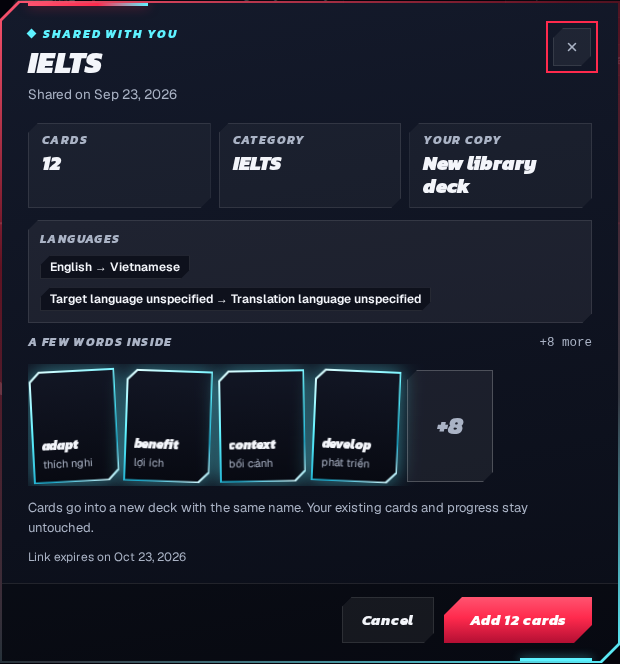 ◆ SHARED WITH YOU
IELTS
Shared on Sep 23, 2026
×
CARDS
12
CATEGORY
IELTS
YOUR COPY
New library
deck
LANGUAGES
English → Vietnamese
Target language unspecified → Translation language unspecified
A FEW WORDS INSIDE
+8 more
adapt
thích nghi
benefit
lợi ích
context
bối cảnh
develop
phát triển
+8
Cards go into a new deck with the same name. Your existing cards and progress stay
untouched.
Link expires on Oct 23, 2026
Cancel
Add 12 cards